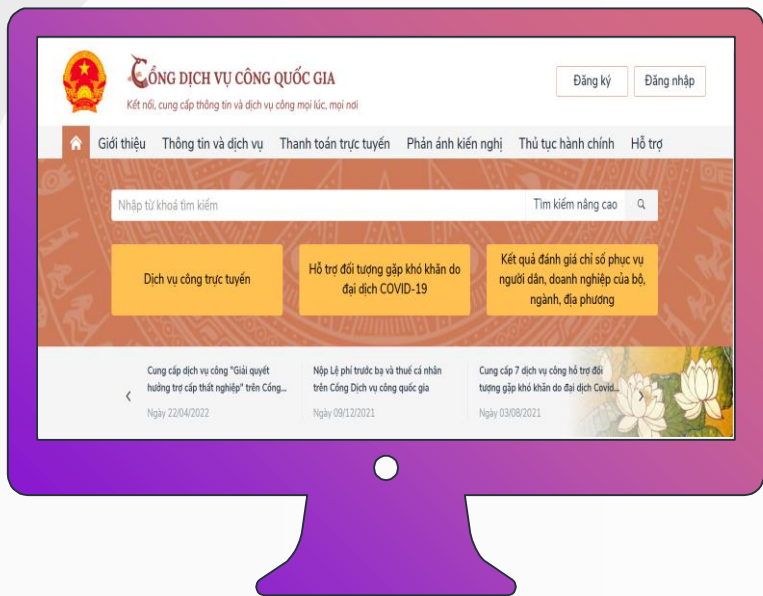 CỔNG DỊCH VỤ CÔNG QUỐC GIA
Kết nối, cung cấp thông tin và dịch vụ công mọi lúc, mọi nơi
Đăng ký
Đăng nhập
Giới thiệu Thông tin và dịch vụ Thanh toán trực tuyến Phản ánh kiến nghị Thủ tục hành chính Hỗ trợ
Nhập từ khoá tìm kiếm
Tìm kiếm nâng cao
Dịch vụ công trực tuyến
Hỗ trợ đối tượng gặp khó khăn do
đại dịch COVID-19
Kết quả đánh giá chỉ số phục vụ
người dân, doanh nghiệp của bộ,
ngành, địa phương
Cung cấp dịch vụ công "Giải quyết
hưởng trợ cấp thất nghiệp" trên Cổng...
Ngày 22/04/2022
Nộp Lệ phí trước bạ và thuế cá nhân
trên Cổng Dịch vụ công quốc gia
Ngày 09/12/2021
Cung cấp 7 dịch vụ công hỗ trợ đối
tượng gặp khó khăn do đại dịch Covid...
Ngày 03/08/2021